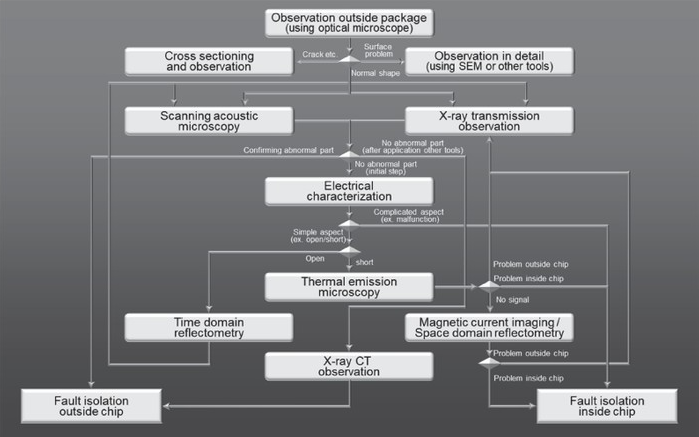 Observation outside package
(using optical microscope)
Cross sectioning
and observation
Crack etc.
Surface
problem
Observation in detail
(using SEM or other tools)
Normal shape
Scanning acoustic
microscopy
X-ray transmission
observation
Confirming abnormal part
No abnormal part
(after application other tools)
No abnormal part
(initial step)
Electrical
characterization
Complicated aspect
(ex. malfunction)
Simple aspect
(ex. open/short)
Open
short
Thermal emission
microscopy
Problem outside chip
Problem inside chip
No signal
Time domain
reflectometry
Magnetic current imaging /
Space domain reflectometry
X-ray CT
observation
Problem outside chip
Problem inside chip
Fault isolation
outside chip
Fault isolation
inside chip